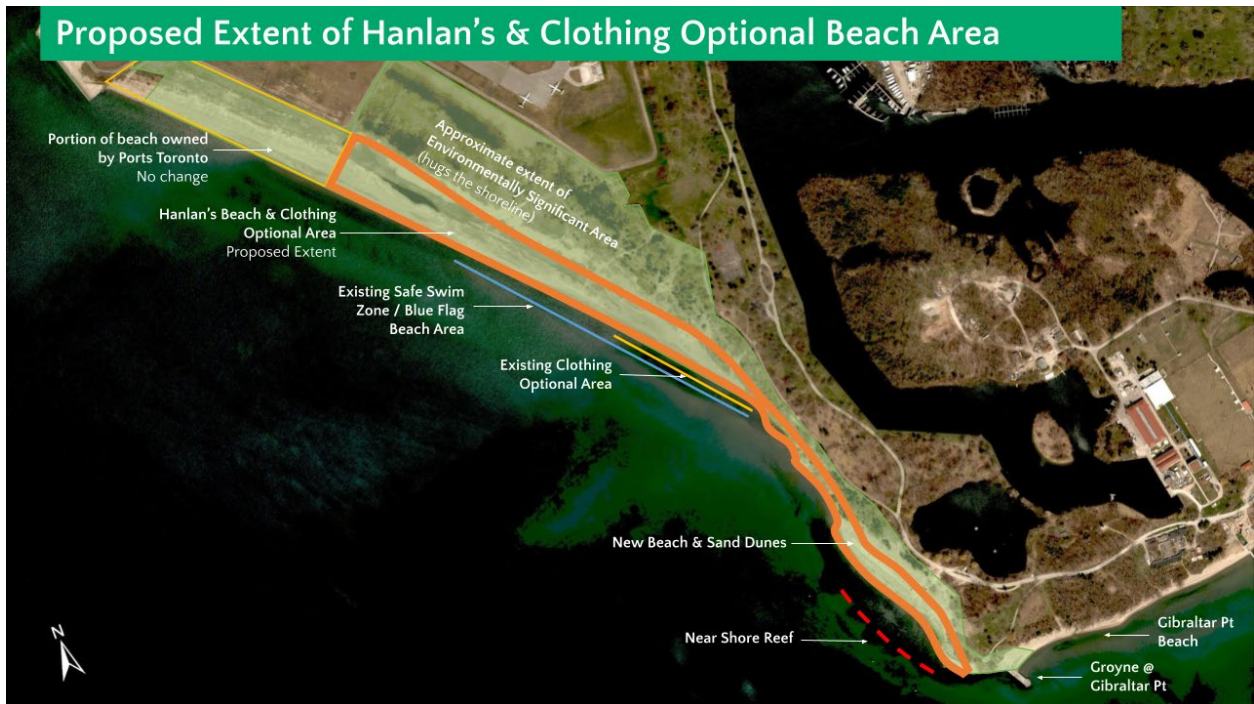 Proposed Extent of Hanlan's & Clothing Optional Beach Area
Portion of beach owned
by Ports Toronto
No change
Approximate extent of
Environmentally Significant Area
(hugs the shoreline)
Hanlan's Beach & Clothing
Optional Area
Proposed Extent
Existing Safe Swim
Zone / Blue Flag
Beach Area
Existing Clothing
Optional Area
New Beach & Sand Dunes
Near Shore Reef
Gibraltar Pt
Beach
Groyne @
Gibraltar Pt
N